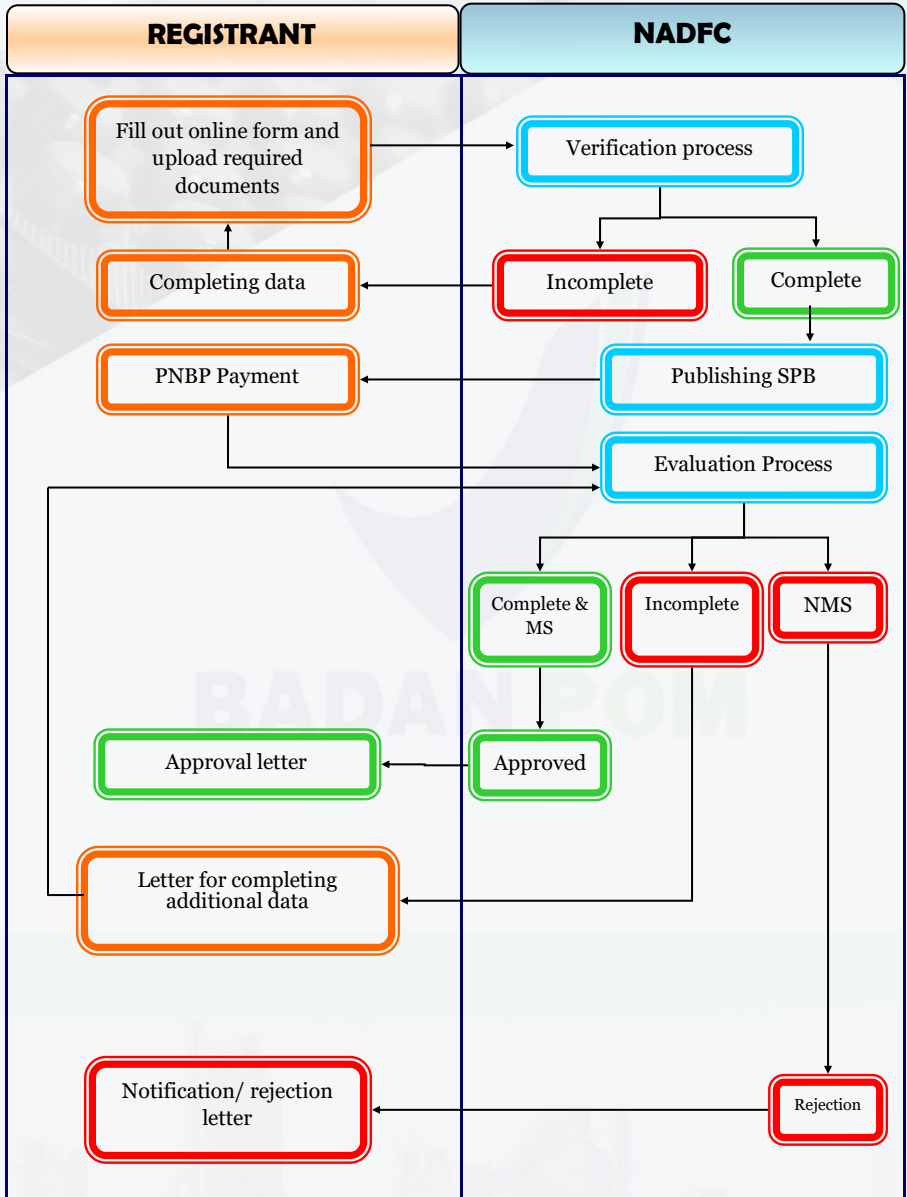 REGISTRANT
NADFC
Fill out online form and
upload required
documents
Verification process
Completing data
Incomplete
Complete
PNBP Payment
Publishing SPB
Evaluation Process
Complete &
MS
Incomplete
NMS
BADAN POM
Approval letter
Approved
Letter for completing
additional data
Notification/ rejection
letter
Rejection